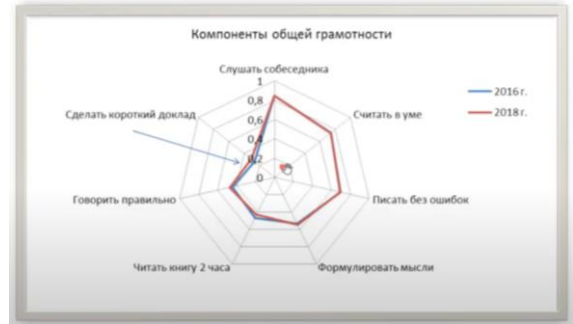 Компоненты общей грамотности
Слушать собеседника
1
0,8
0,6
0,4
0,2
0
Сделать короткий доклад
Считать в уме
2016 г.
2018 г.
Говорить правильно
Писать без ошибок
Читать книгу 2 часа
Формулировать мысли